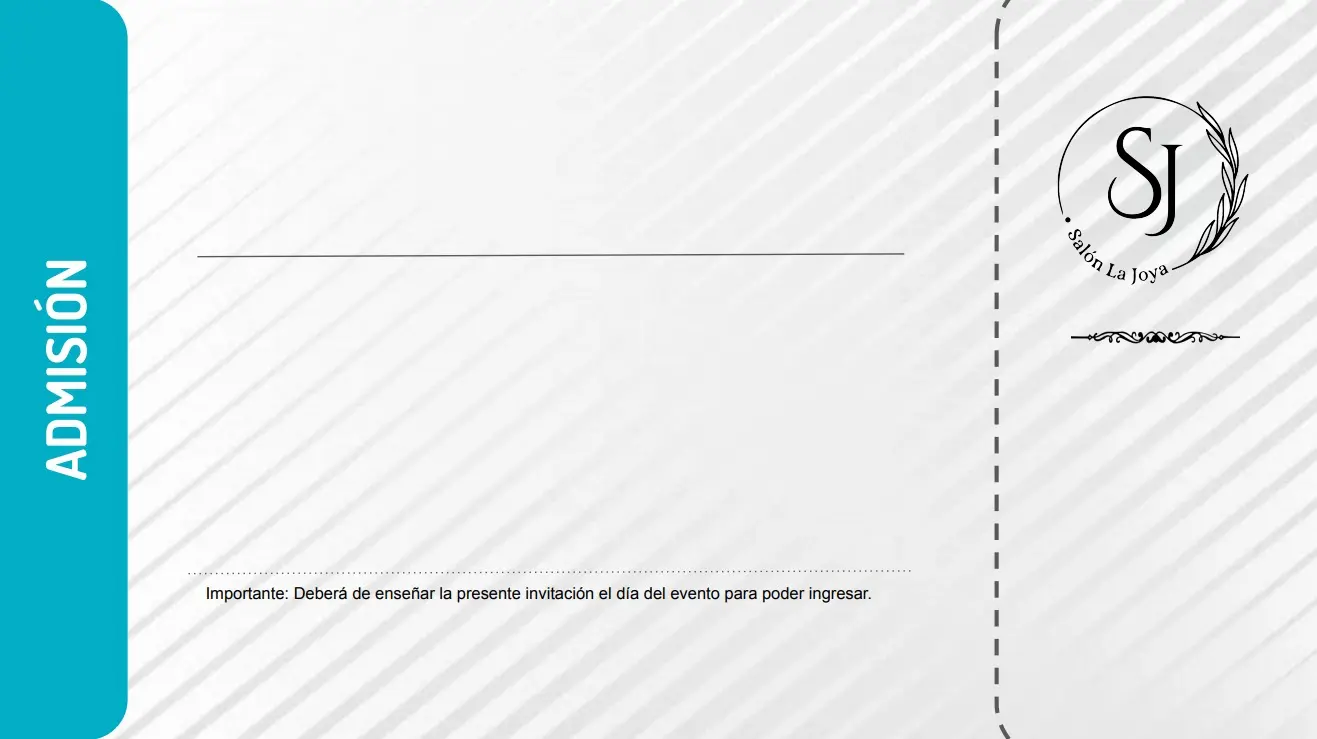 ADMISIÓN
Importante: Deberá de enseñar la presente invitación el día del evento para poder ingresar.
SJ
• Salón La Joya